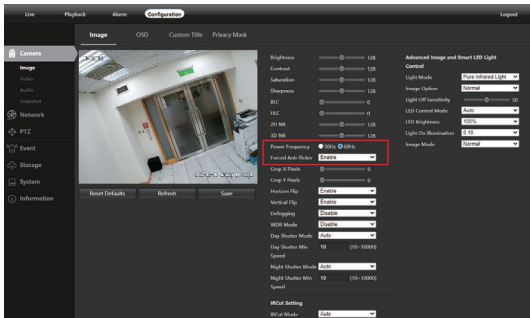 Live Playback Alarm Configuration Logout
Image OSD Custom Title Privacy Mask
Camera
Image
Video
Audio
Snapshot
Network
PTZ
Event
Storage
System
Information
Reset Defaults Refresh Save
Brightness 128
Contrast 128
Saturation 128
Sharpness 128
BLC 0
HLC 0
2D NR 128
3D NR 128
Power Frequency 50Hz 60Hz
Forced Anti-flicker Enable
Crop X Pixels 0
Crop Y Pixels 0
Horizon Flip Enable
Vertical Flip Enable
Defogging Disable
WDR Mode Disable
Day Shutter Mode Auto
Day Shutter Min Speed 10 (10~10000)
Night Shutter Mode Auto
Night Shutter Min Speed 10 (10~10000)
IRCut Setting
IRCut Mode Auto
Advanced Image and Smart LED Light Control
Light Mode Pure Infrared Light
Image Option Normal
Light Off Sensitivity 50
LED Control Mode Auto
LED Brightness 100%
Light On Illumination 0.10
Image Mode Normal